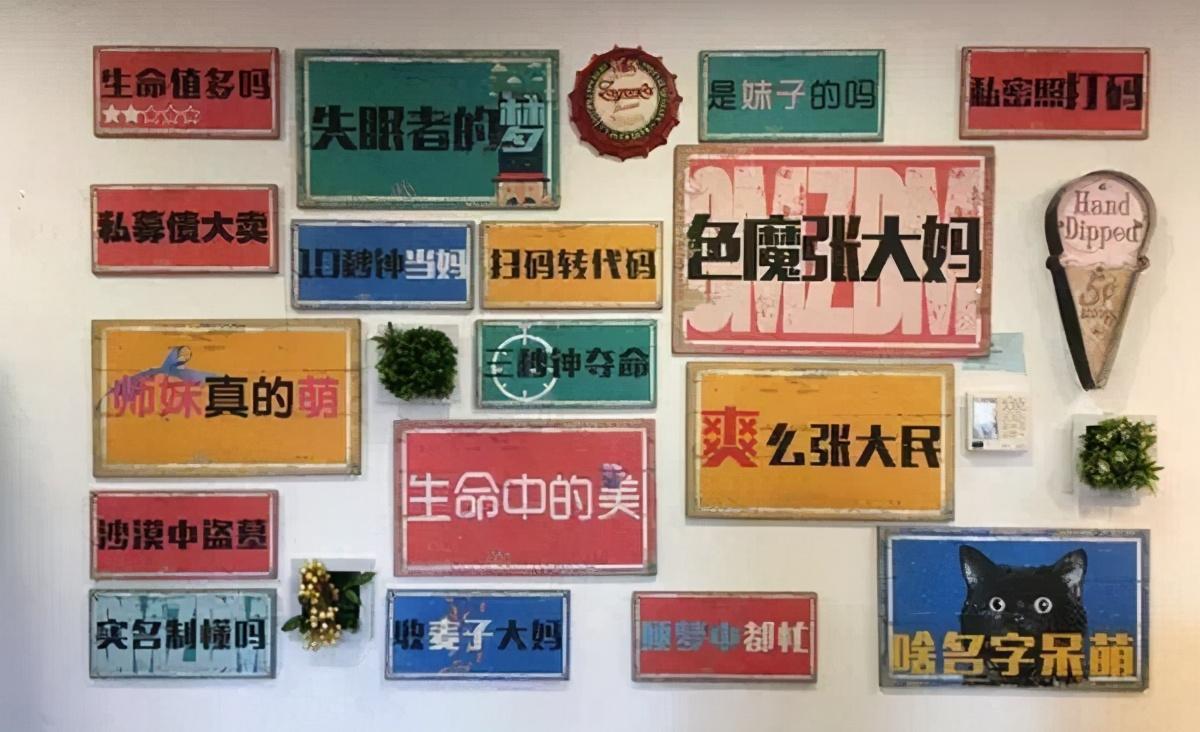 生命值多吗
失眠者的梦
是妹子的吗
私密照打码
私募债大卖
10秒钟当妈
扫码转代码
SMZDM
色魔张大妈
Hand
Dipped
5¢
师妹真的萌
三秒钟夺命
爽么张大民
生命中的美
沙漠中盗墓
实名制懂吗
收妻子大妈
睡梦中都忙
啥名字呆萌